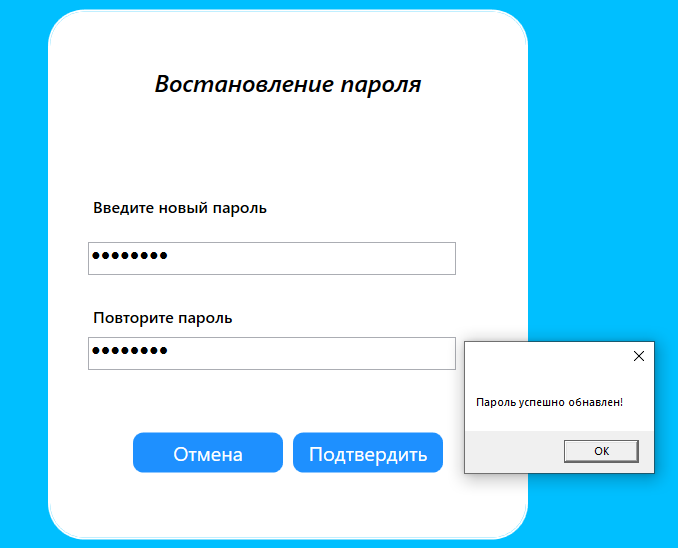 Востановление пароля
Введите новый пароль
●●●●●●●●
Повторите пароль
●●●●●●●●
Пароль успешно обнавлен!
OK
Отмена
Подтвердить